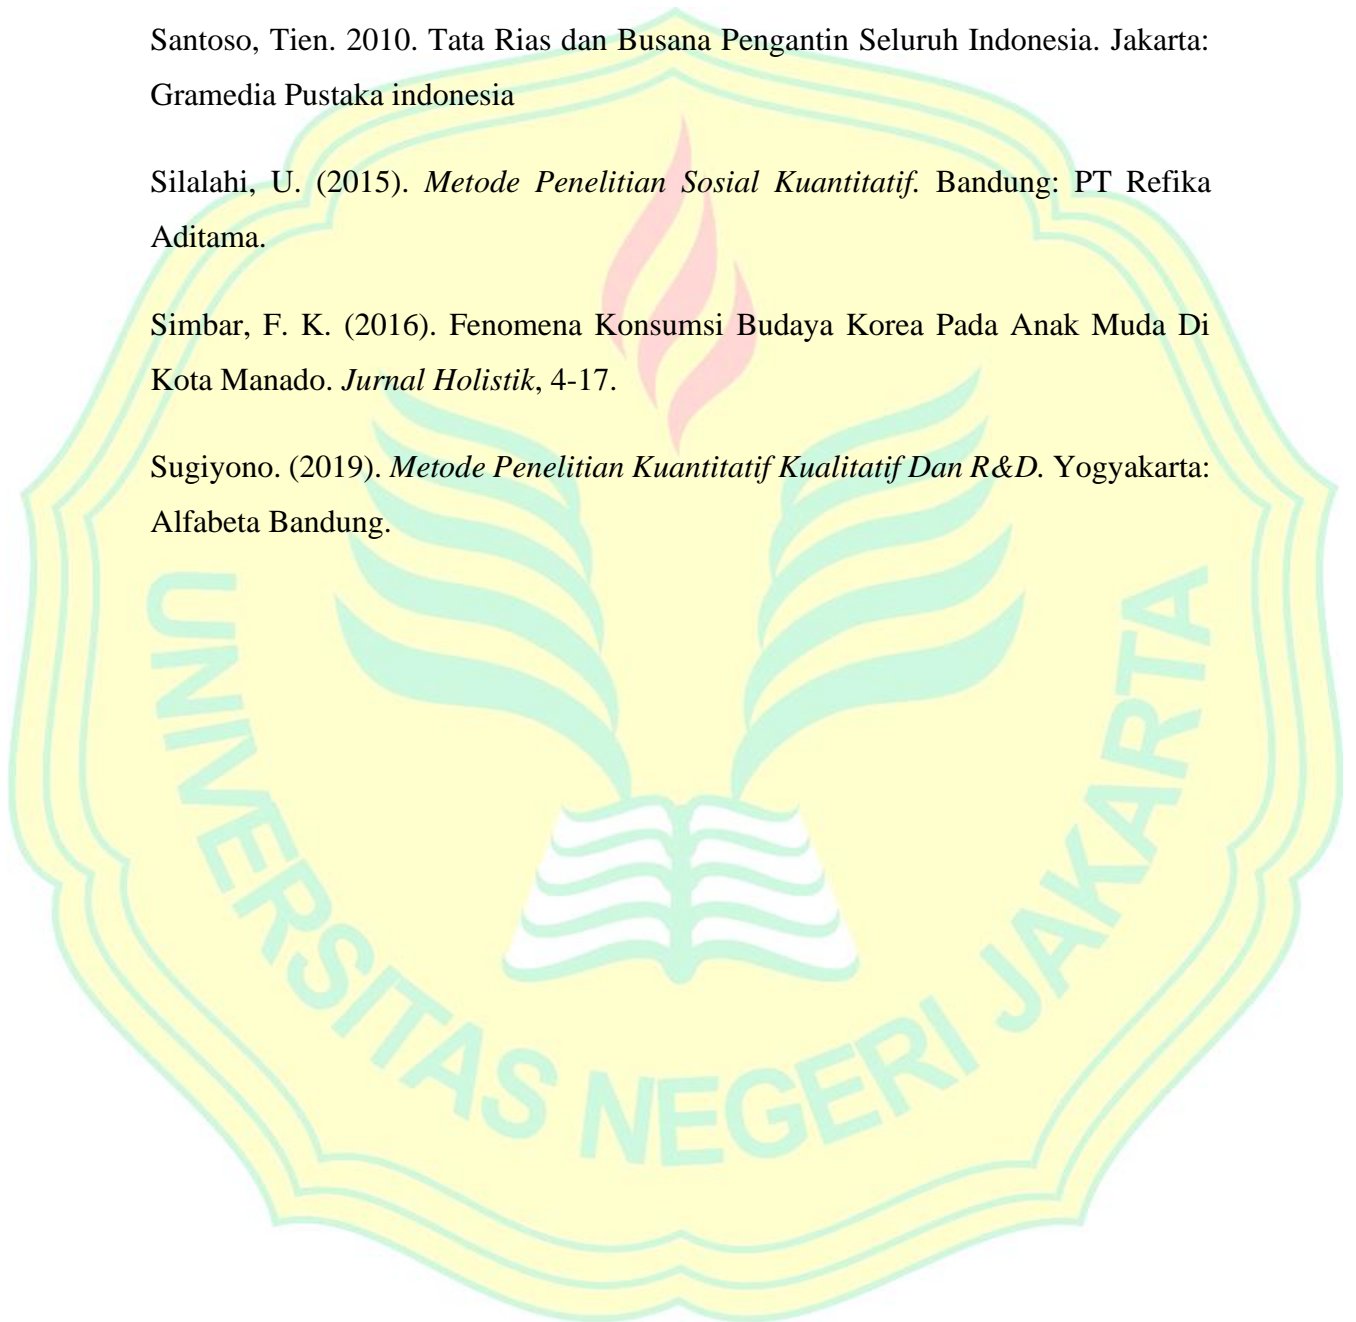 Santoso, Tien. 2010. Tata Rias dan Busana Pengantin Seluruh Indonesia. Jakarta:
Gramedia Pustaka indonesia
Silalahi, U. (2015). Metode Penelitian Sosial Kuantitatif. Bandung: PT Refika
Aditama.
Simbar, F. K. (2016). Fenomena Konsumsi Budaya Korea Pada Anak Muda Di
Kota Manado. Jurnal Holistik, 4-17.
Sugiyono. (2019). Metode Penelitian Kuantitatif Kualitatif Dan R&D. Yogyakarta:
Alfabeta Bandung.
UNIVERSITAS NEGERI JAKARTA